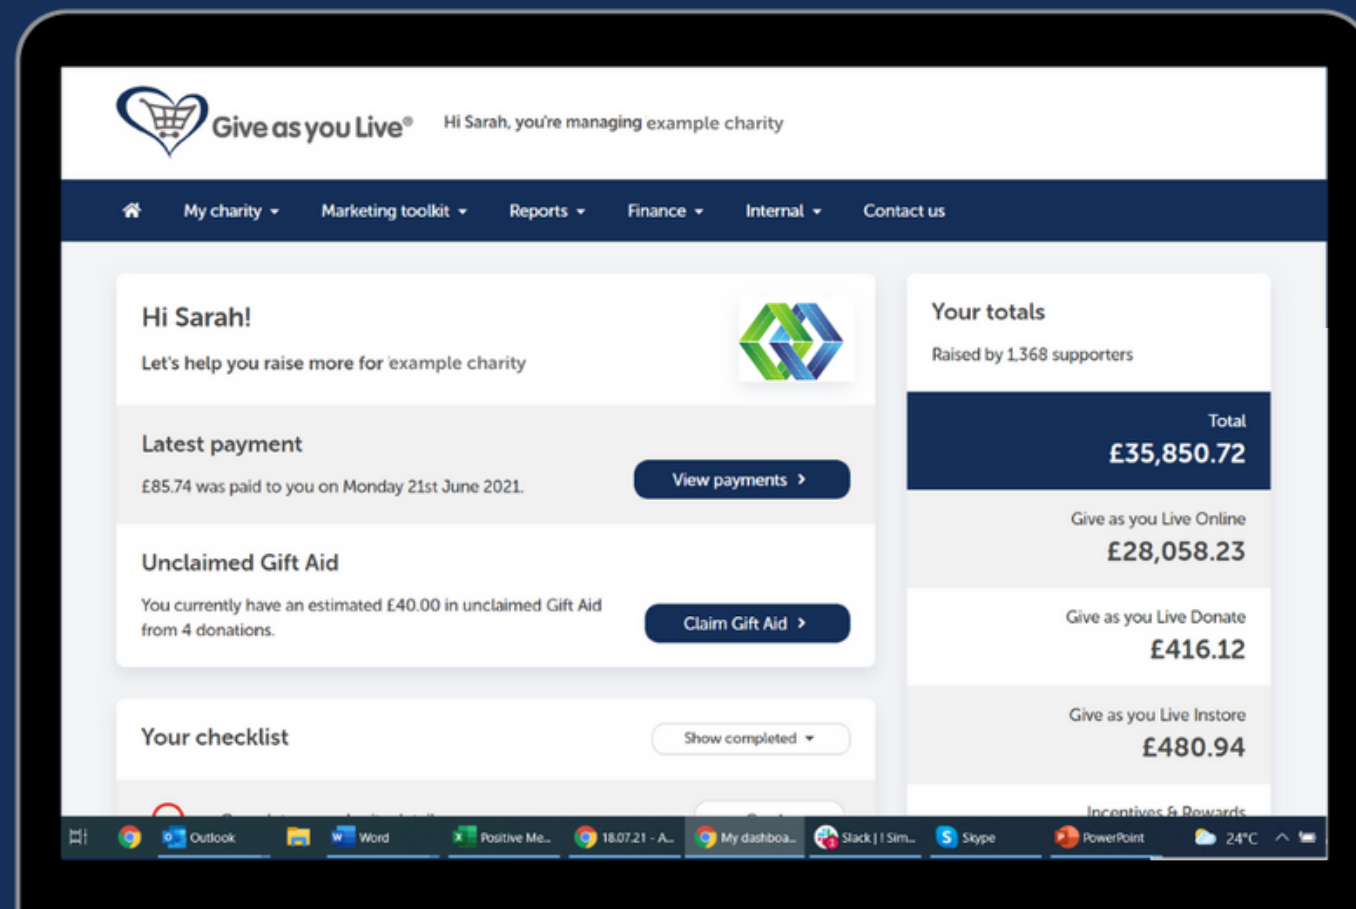 Give as you Live®
Hi Sarah, you're managing example charity
My charity
Marketing toolkit
Reports
Finance
Internal
Contact us
Hi Sarah!
Let's help you raise more for example charity
Latest payment
£85.74 was paid to you on Monday 21st June 2021.
View payments
Unclaimed Gift Aid
You currently have an estimated £40.00 in unclaimed Gift Aid
from 4 donations.
Claim Gift Aid
Your checklist
Show completed
Your totals
Raised by 1,368 supporters
Total
£35,850.72
Give as you Live Online
£28,058.23
Give as you Live Donate
£416.12
Give as you Live Instore
£480.94
Incentives & Rewards
Outlook
Word
Positive Me...
18.07.21 - A...
My dashboa...
Slack | ! Sim...
Skype
PowerPoint
24°C